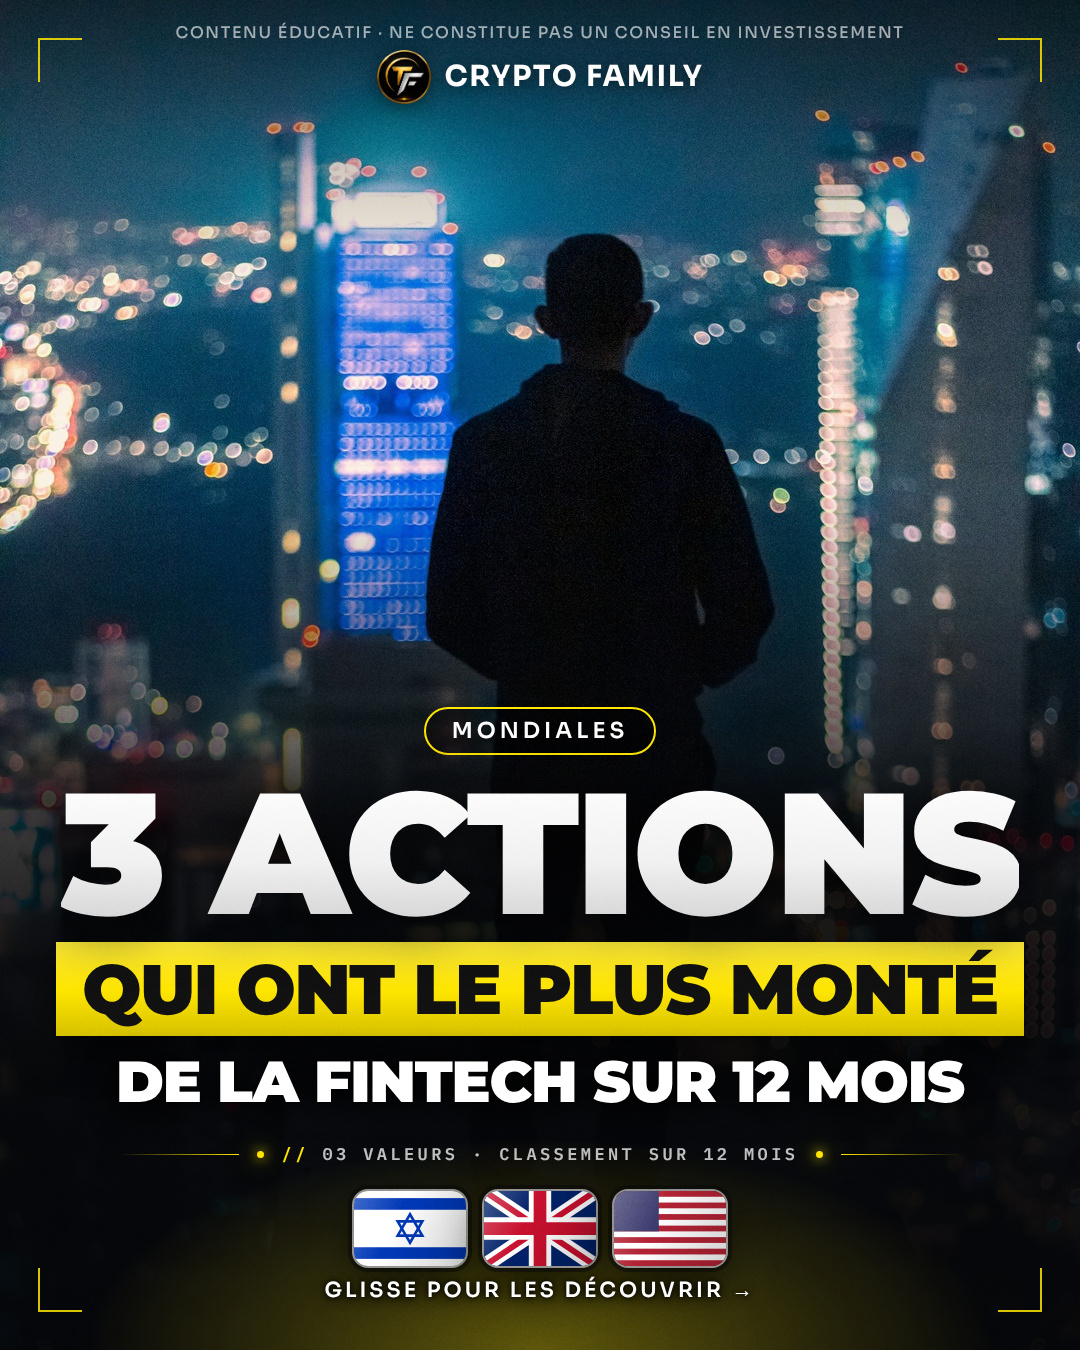 CONTENU ÉDUCATIF · NE CONSTITUE PAS UN CONSEIL EN INVESTISSEMENT
TF CRYPTO FAMILY
MONDIALES
3 ACTIONS
QUI ONT LE PLUS MONTÉ
DE LA FINTECH SUR 12 MOIS
// 03 VALEURS · CLASSEMENT SUR 12 MOIS
GLISSE POUR LES DÉCOUVRIR →